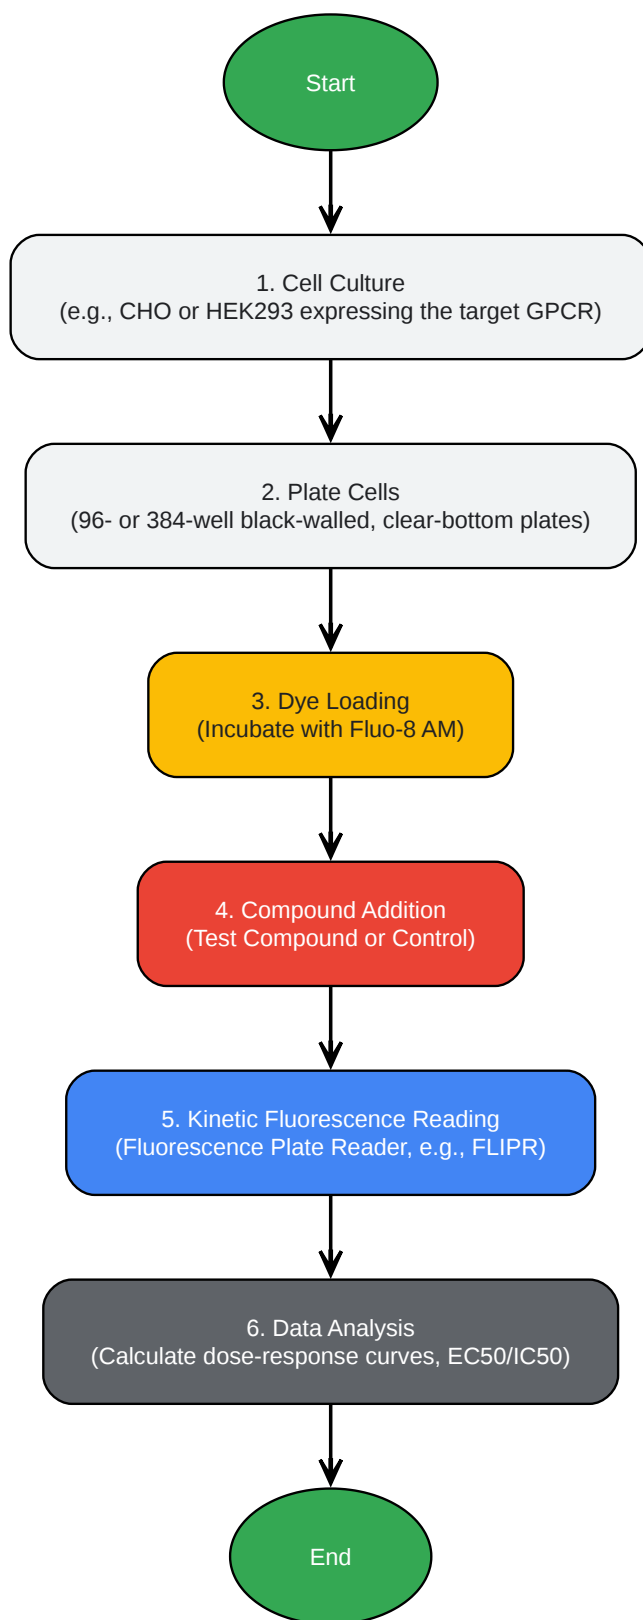 Start
1. Cell Culture
(e.g., CHO or HEK293 expressing the target GPCR)
2. Plate Cells
(96- or 384-well black-walled, clear-bottom plates)
3. Dye Loading
(Incubate with Fluo-8 AM)
4. Compound Addition
(Test Compound or Control)
5. Kinetic Fluorescence Reading
(Fluorescence Plate Reader, e.g., FLIPR)
6. Data Analysis
(Calculate dose-response curves, EC50/IC50)
End